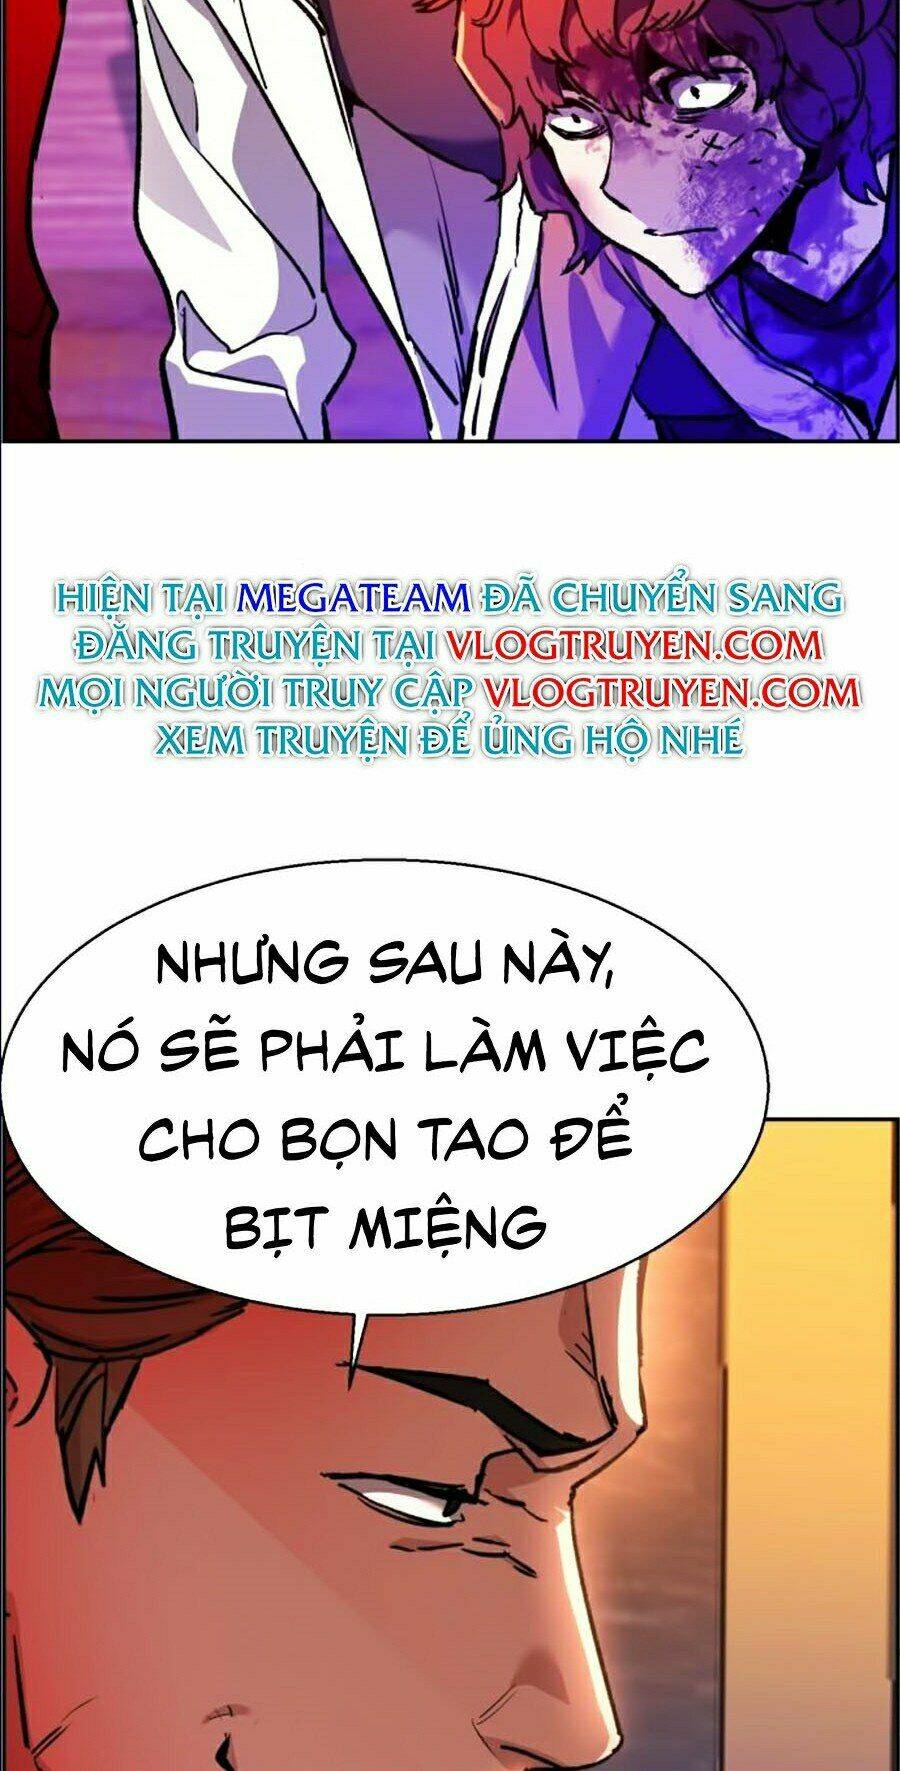 HIỆN TẠI MEGATEAM ĐÃ CHUYỂN SANG
ĐĂNG TRUYỆN TẠI VLOGTRUYEN.COM
MỌI NGƯỜI TRUY CẬP VLOGTRUYEN.COM
XEM TRUYỆN ĐỂ ỦNG HỘ NHÉ
NHƯNG SAU NÀY,
NÓ SẼ PHẢI LÀM VIỆC
CHO BỌN TAO ĐỂ
BỊT MIỆNG